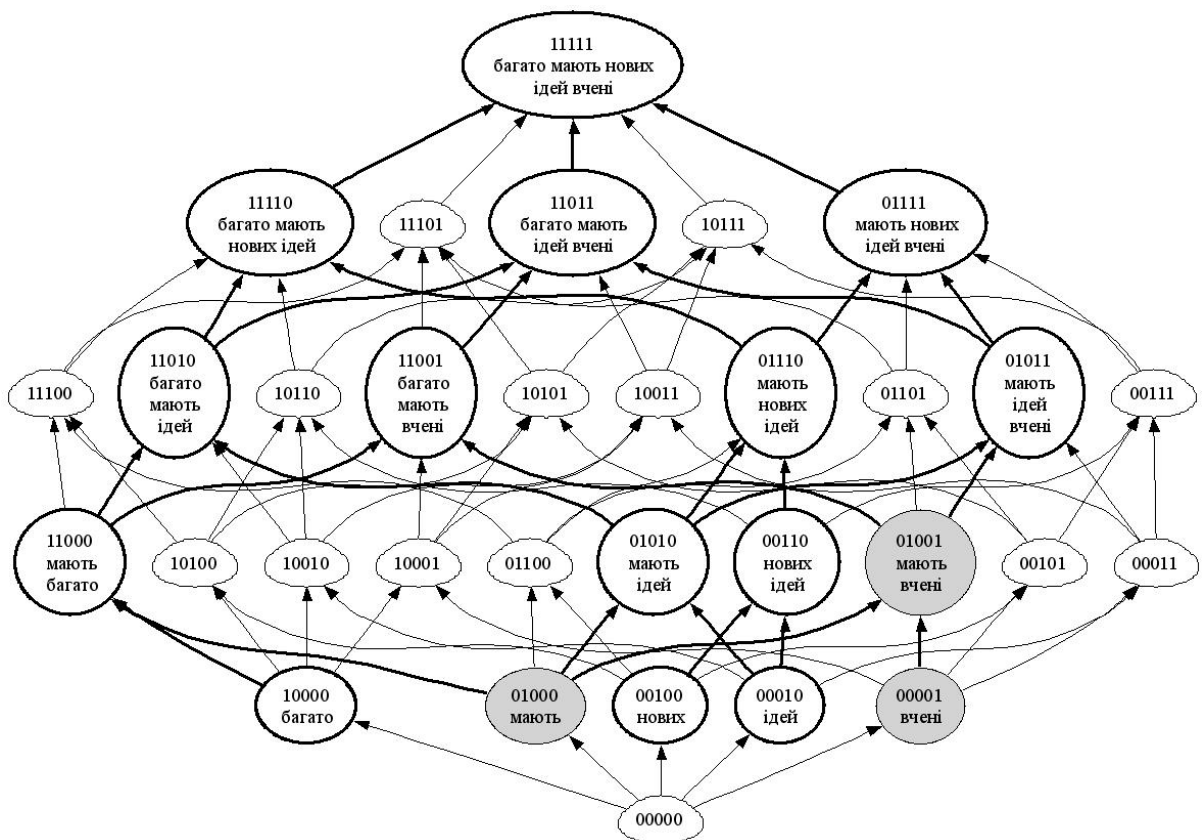 11111
багато мають нових
ідей вчені
11110
багато мають
нових ідей
11101
11011
багато мають
ідей вчені
10111
01111
мають нових
ідей вчені
11100
11010
багато
мають
ідей
10110
11001
багато
мають
вчені
10101
10011
01110
мають
нових
ідей
01101
01011
мають
ідей
вчені
00111
11000
мають
багато
10100
10010
10001
01100
01010
мають
ідей
00110
нових
ідей
01001
мають
вчені
00101
00011
10000
багато
01000
мають
00100
нових
00010
ідей
00001
вчені
00000